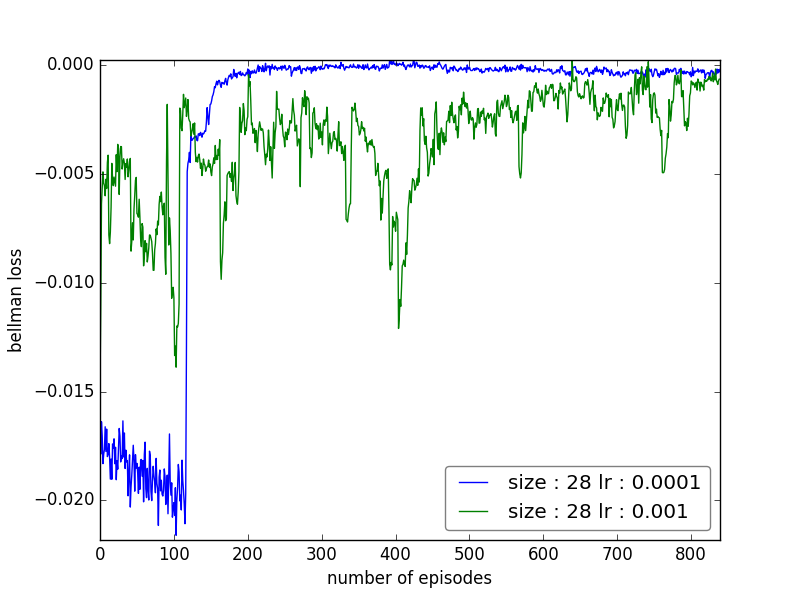 0.000
−0.005
−0.010
−0.015
−0.020
bellman loss
0 100 200 300 400 500 600 700 800
number of episodes
size : 28 lr : 0.0001
size : 28 lr : 0.001